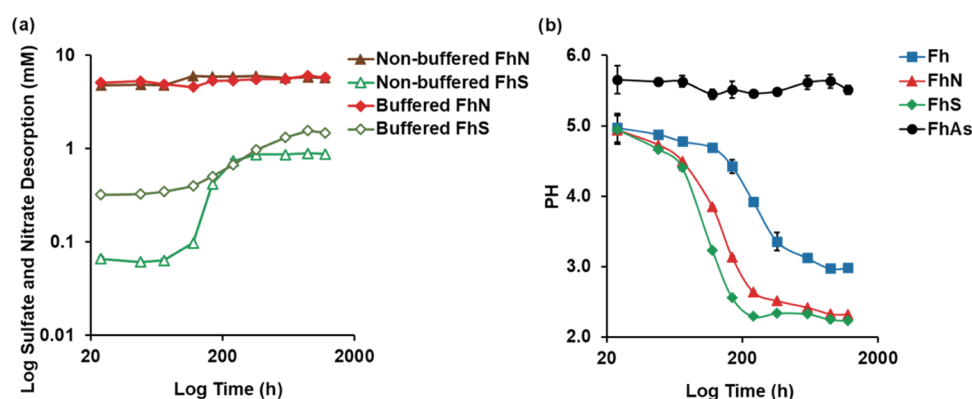 (a)
Log Sulfate and Nitrate Desorption (mM)
10
1
0.1
0.01
20
200
2000
Log Time (h)
Non-buffered FhN
Non-buffered FhS
Buffered FhN
Buffered FhS
(b)
PH
6.0
5.0
4.0
3.0
2.0
20
200
2000
Log Time (h)
Fh
FhN
FhS
FhAs